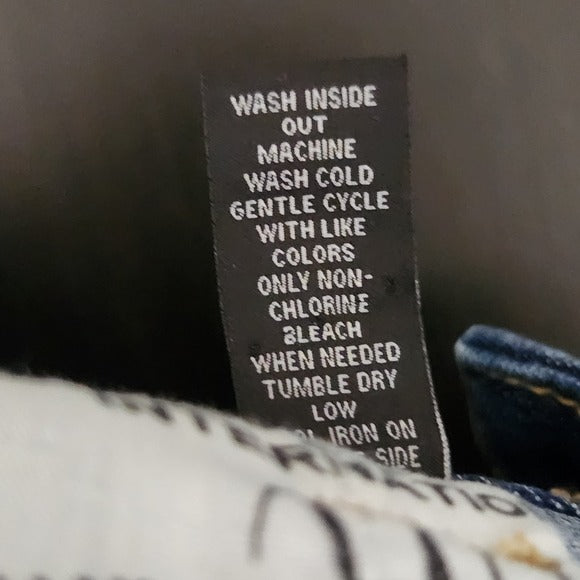 WASH INSIDE
OUT
MACHINE
WASH COLD
GENTLE CYCLE
WITH LIKE
COLORS
ONLY NON-
CHLORINE
BLEACH
WHEN NEEDED
TUMBLE DRY
LOW
IRON ON
SIDE